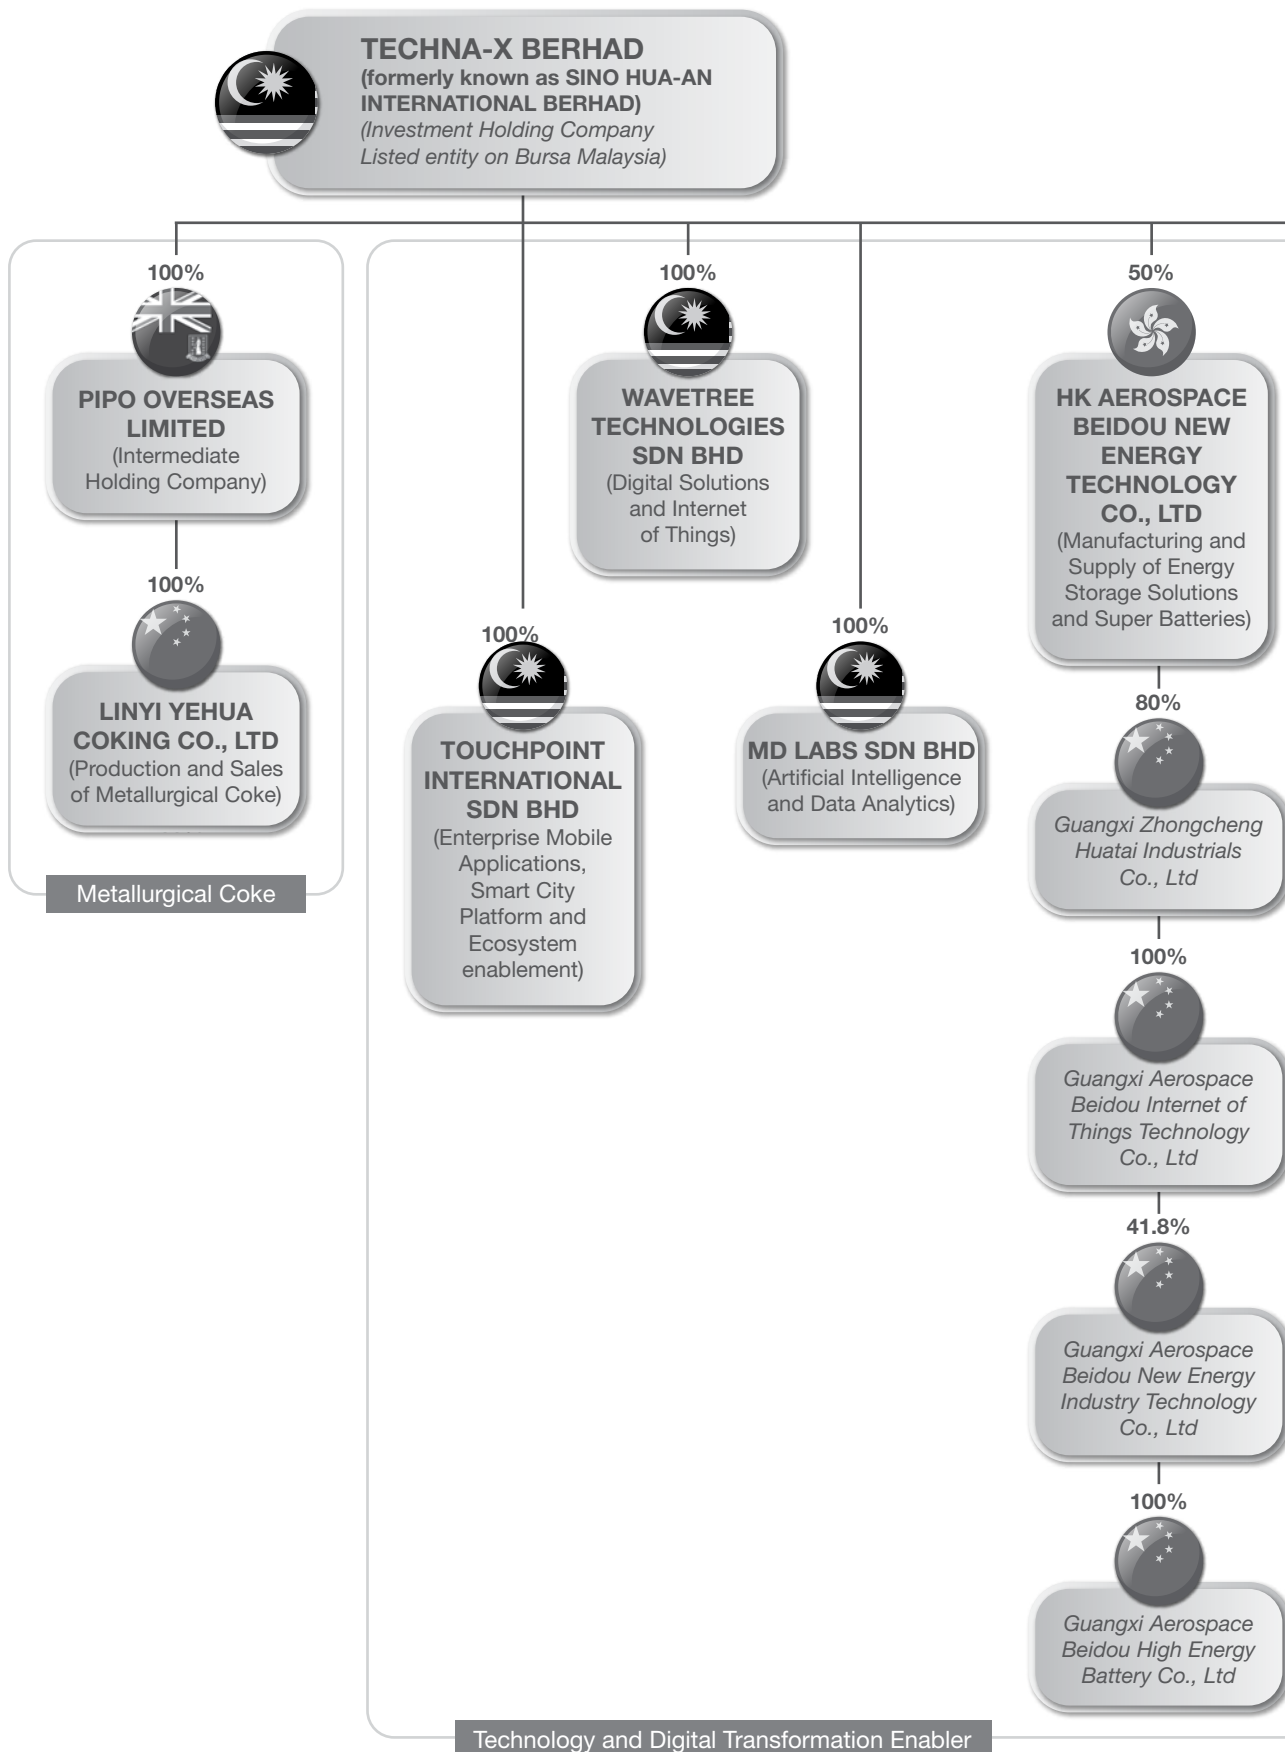 TECHNA-X BERHAD
(formerly known as SINO HUA-AN
INTERNATIONAL BERHAD)
(Investment Holding Company
Listed entity on Bursa Malaysia)
100%
PIPO OVERSEAS
LIMITED
(Intermediate
Holding Company)
100%
LINYI YEHUA
COKING CO., LTD
(Production and Sales
of Metallurgical Coke)
Metallurgical Coke
100%
TOUCHPOINT
INTERNATIONAL
SDN BHD
(Enterprise Mobile
Applications,
Smart City
Platform and
Ecosystem
enablement)
100%
WAVETREE
TECHNOLOGIES
SDN BHD
(Digital Solutions
and Internet
of Things)
100%
MD LABS SDN BHD
(Artificial Intelligence
and Data Analytics)
50%
HK AEROSPACE
BEIDOU NEW
ENERGY
TECHNOLOGY
CO., LTD
(Manufacturing and
Supply of Energy
Storage Solutions
and Super Batteries)
80%
Guangxi Zhongcheng
Huatai Industrials
Co., Ltd
100%
Guangxi Aerospace
Beidou Internet of
Things Technology
Co., Ltd
41.8%
Guangxi Aerospace
Beidou New Energy
Industry Technology
Co., Ltd
100%
Guangxi Aerospace
Beidou High Energy
Battery Co., Ltd
Technology and Digital Transformation Enabler